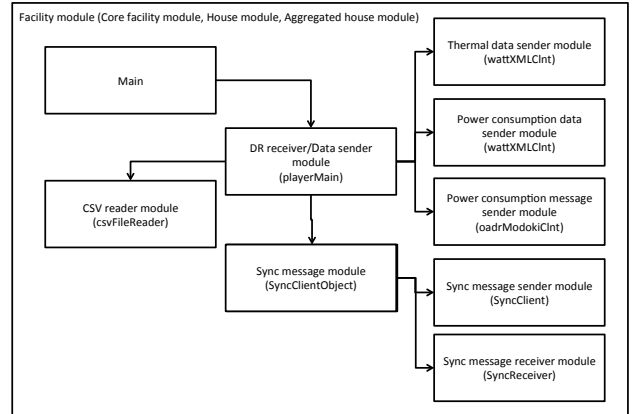 Facility module (Core facility module, House module, Aggregated house module)
Main
Thermal data sender module
(wattXMLClnt)
Power consumption data
sender module
(wattXMLClnt)
DR receiver/Data sender
module
(playerMain)
CSV reader module
(csvFileReader)
Power consumption message
sender module
(oadrModokiClnt)
Sync message module
(SyncClientObject)
Sync message sender module
(SyncClient)
Sync message receiver module
(SyncReceiver)